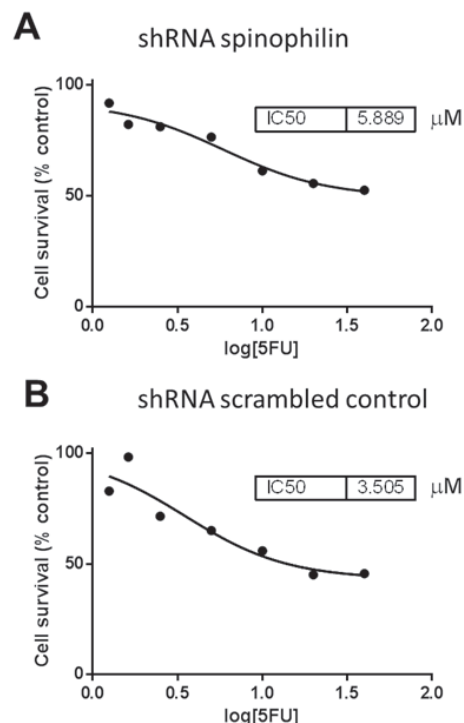 A
shRNA spinophilin
100
IC50 5.889 μM
50
0
Cell survival (% control)
0.0 0.5 1.0 1.5 2.0
log[5FU]
B
shRNA scrambled control
100
IC50 3.505 μM
50
0
Cell survival (% control)
0.0 0.5 1.0 1.5 2.0
log[5FU]